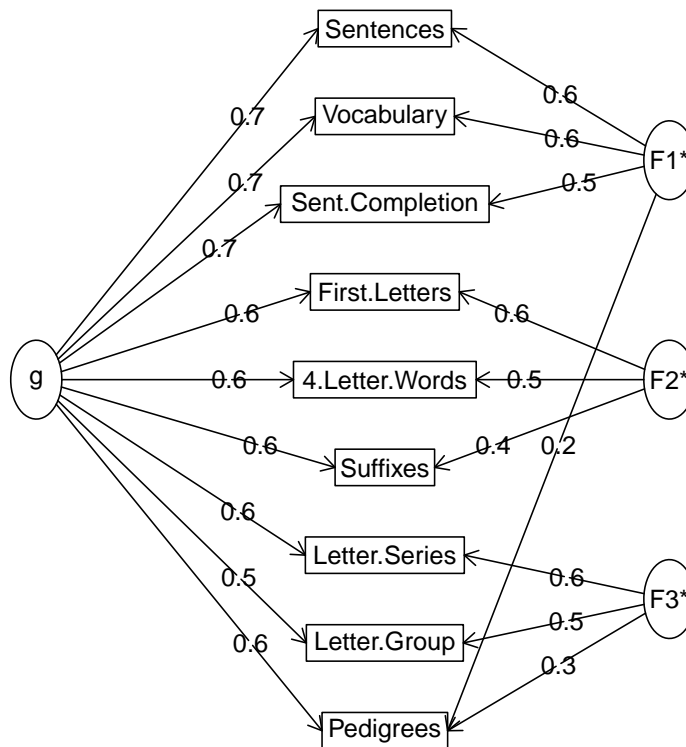 Sentences
0.6
0.7
Vocabulary
0.6
F1*
0.7
Sent.Completion
0.5
0.7
First.Letters
0.6
0.6
g
0.6
4.Letter.Words
0.5
F2*
0.6
Suffixes
0.4
0.2
0.6
Letter.Series
0.6
F3*
0.5
Letter.Group
0.5
0.6
0.3
Pedigrees